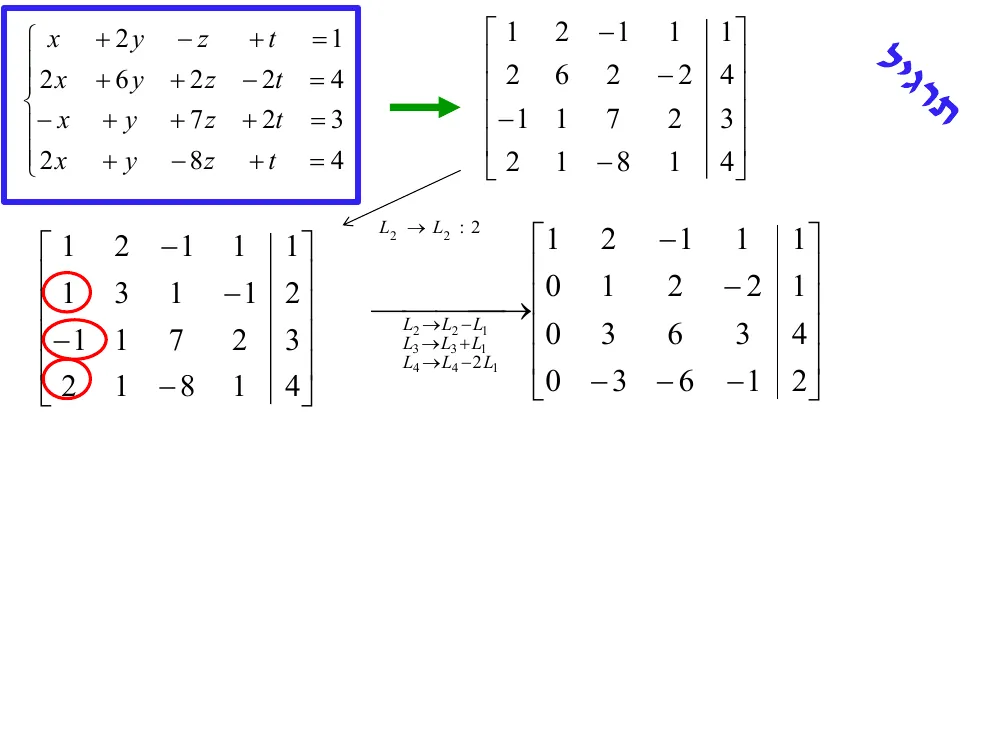 x + 2y − z + t = 1
2x + 6y + 2z − 2t = 4
− x + y + 7z + 2t = 3
2x + y − 8z + t = 4
1 2 −1 1 | 1
2 6 2 −2 | 4
−1 1 7 2 | 3
2 1 −8 1 | 4
תרגיל
L₂ → L₂ : 2
1 2 −1 1 | 1
1 3 1 −1 | 2
−1 1 7 2 | 3
2 1 −8 1 | 4
L₂→L₂−L₁
L₃→L₃+L₁
L₄→L₄−2L₁
1 2 −1 1 | 1
0 1 2 −2 | 1
0 3 6 3 | 4
0 −3 −6 −1 | 2